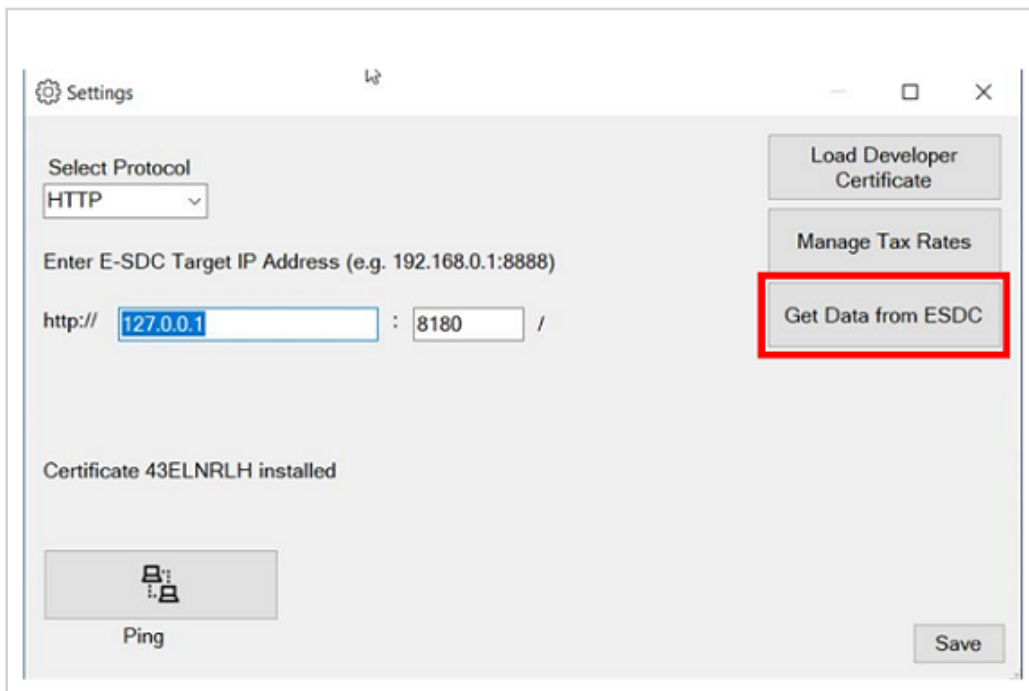 Settings
Select Protocol
HTTP
Load Developer
Certificate
Manage Tax Rates
Enter E-SDC Target IP Address (e.g. 192.168.0.1:8888)
http:// 127.0.0.1 : 8180 /
Get Data from ESDC
Certificate 43ELNRLH installed
Ping
Save